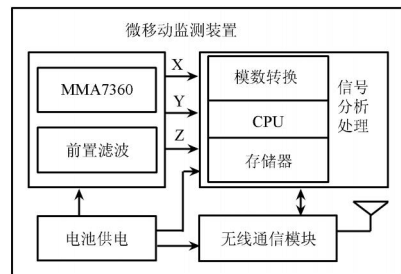 微移动监测装置
MMA7360
前置滤波
X
Y
Z
模数转换
CPU
存储器
信号
分析
处理
电池供电
无线通信模块